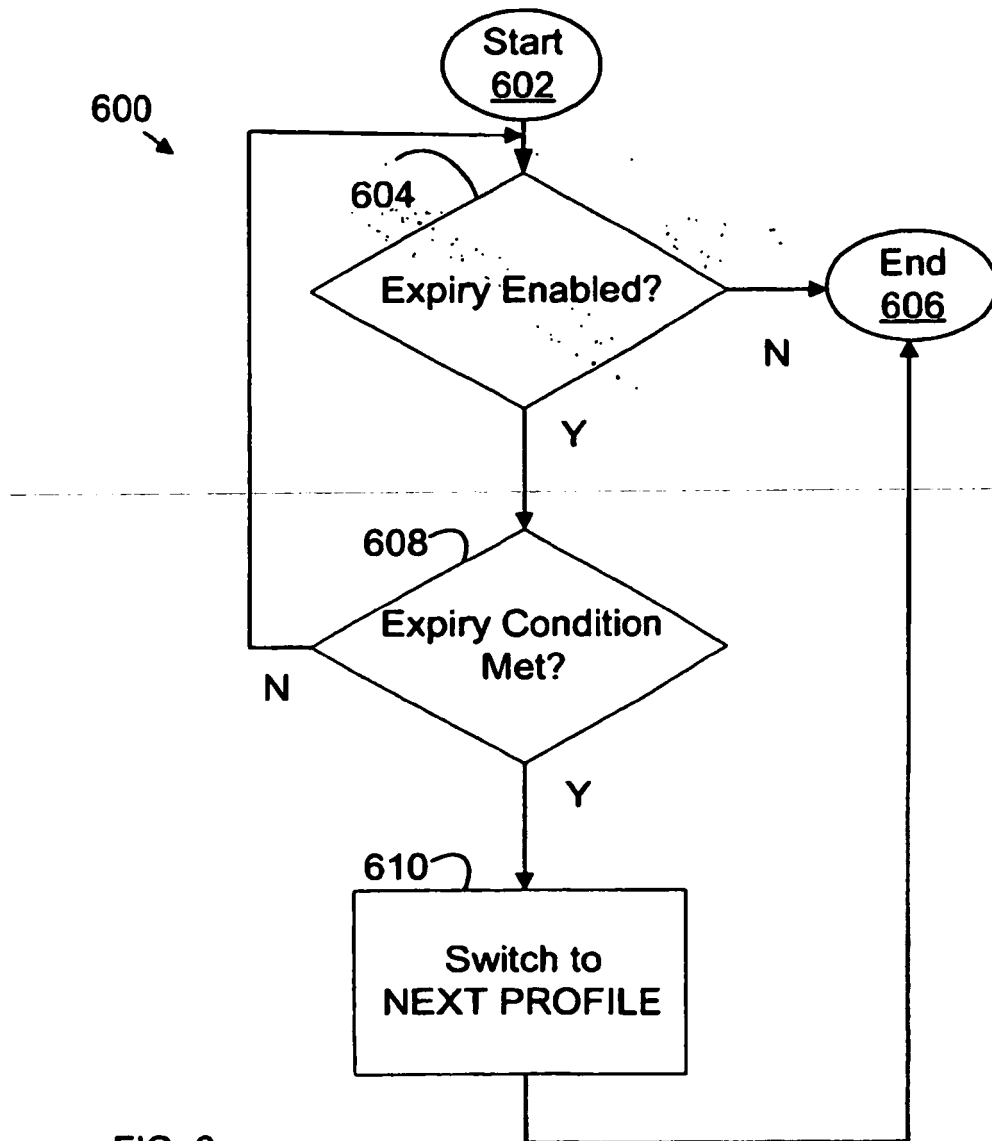 Start
602
600
604
Expiry Enabled?
End
606
N
Y
608
Expiry Condition
Met?
N
Y
610
Switch to
NEXT PROFILE